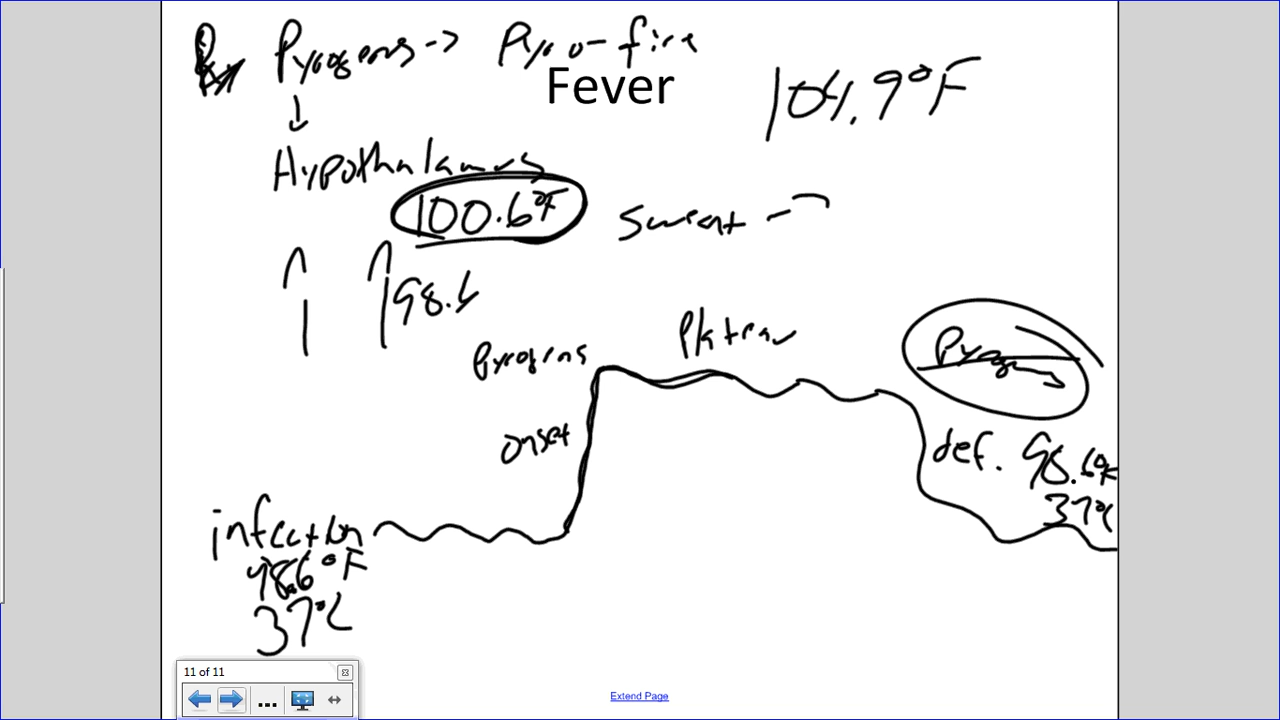 Pyrogens -> Pyro-fire
Fever
104.9°F
Hypothalamus
100.6°F
Sweat -
98.6
Pyrogens
Plateau
Pyrogens
onset
def. 98.6°F
37°C
infection
98.6°F
37°C
11 of 11
...
Extend Page